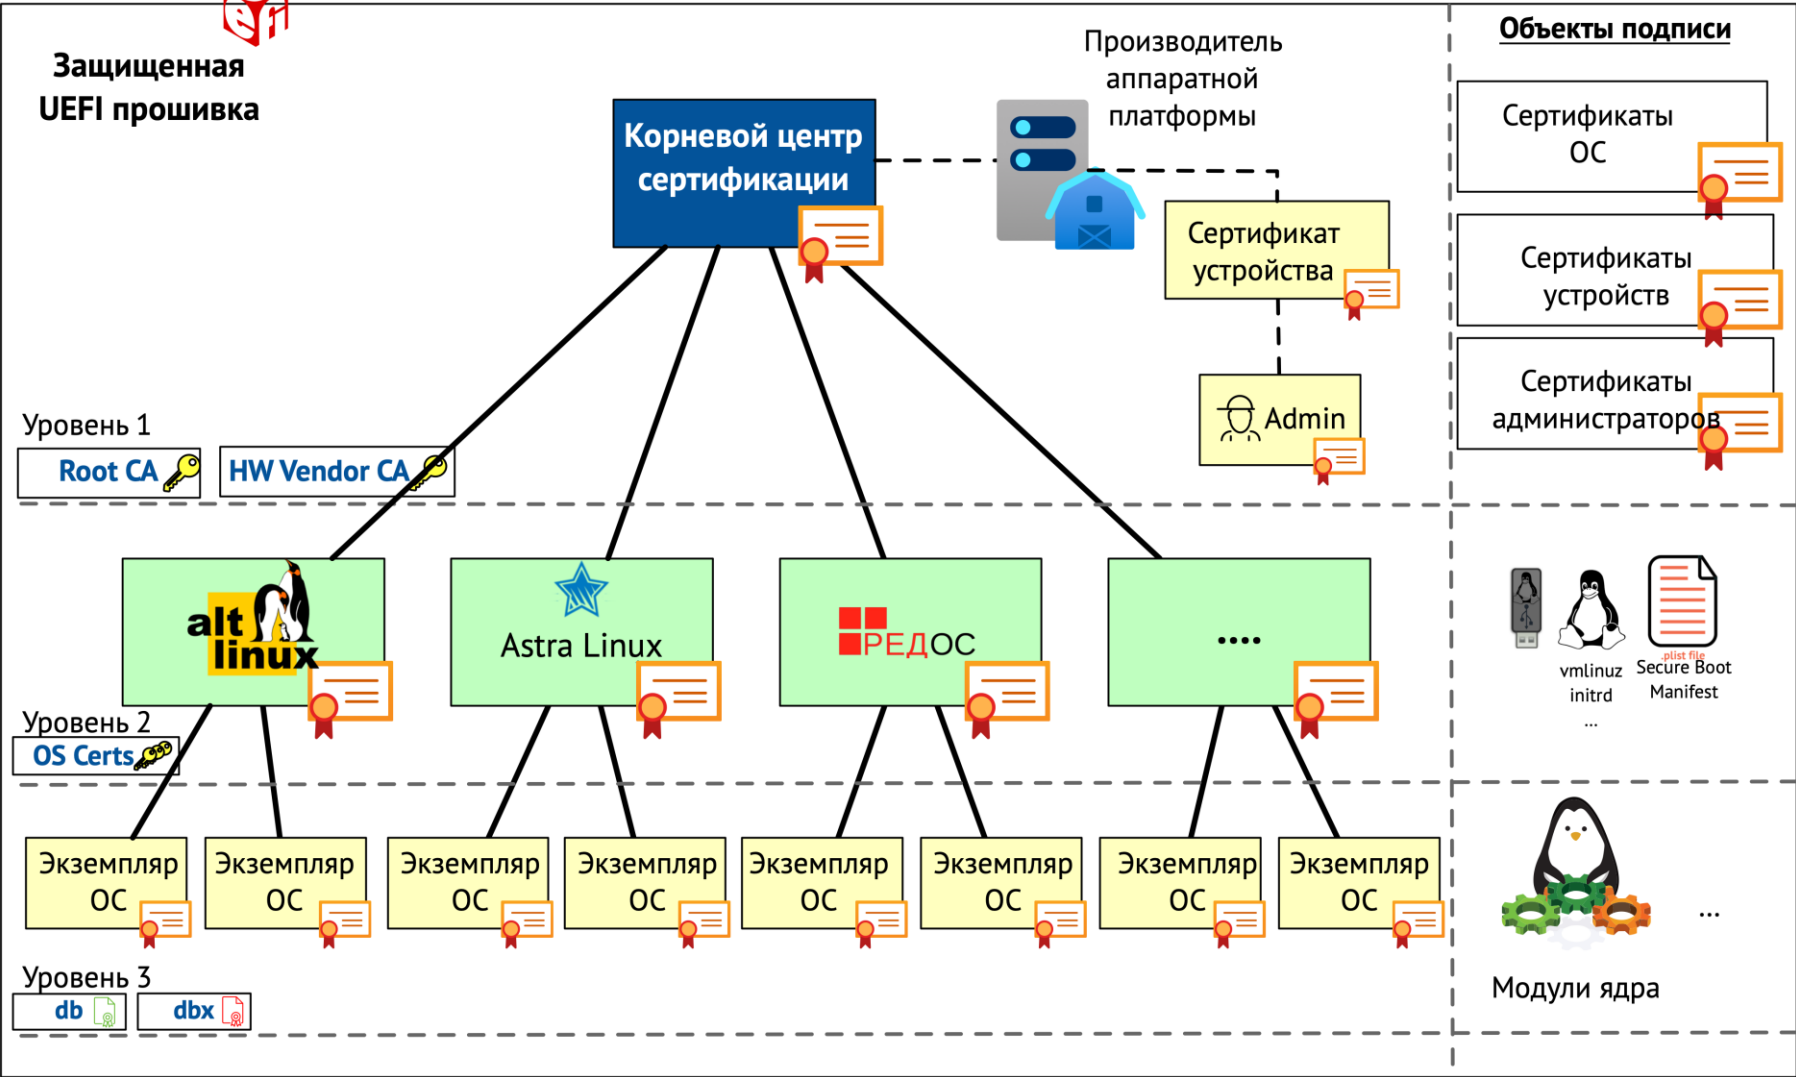 efi
Защищенная
UEFI прошивка
Корневой центр
сертификации
Производитель
аппаратной
платформы
Сертификат
устройства
Admin
Объекты подписи
Сертификаты
ОС
Сертификаты
устройств
Сертификаты
администраторов
Уровень 1
Root CA
HW Vendor CA
alt
linux
Astra Linux
РЕДОС
....
.plist file
vmlinuz
initrd
...
Secure Boot
Manifest
Уровень 2
OS Certs
Экземпляр
ОС
Экземпляр
ОС
Экземпляр
ОС
Экземпляр
ОС
Экземпляр
ОС
Экземпляр
ОС
Экземпляр
ОС
Экземпляр
ОС
...
Модули ядра
Уровень 3
db
dbx